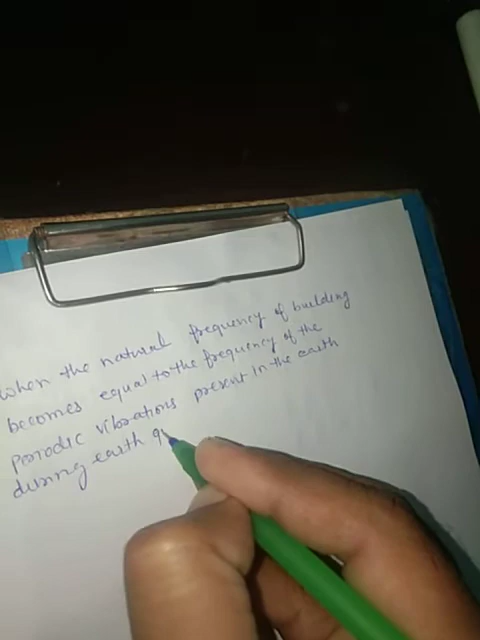 When the natural frequency of building
becomes equal to the frequency of the
periodic vibrations present in the earth
during earth q